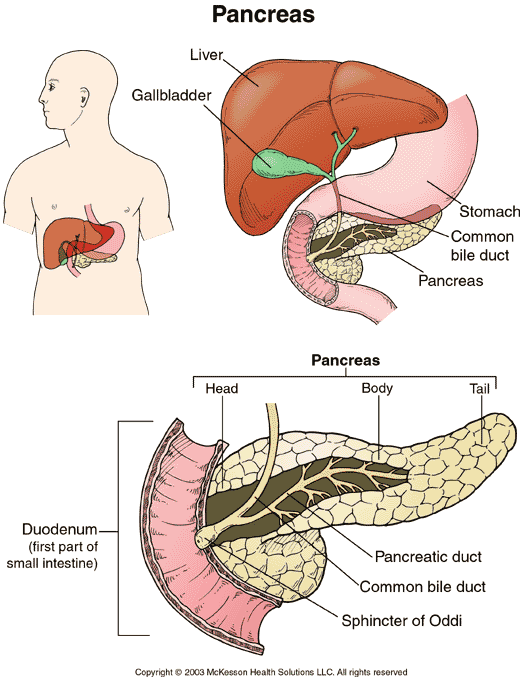 Pancreas
Liver
Gallbladder
Stomach
Common
bile duct
Pancreas
Pancreas
Head
Body
Tail
Duodenum
(first part of
small intestine)
Pancreatic duct
Common bile duct
Sphincter of Oddi
Copyright © 2003 McKesson Health Solutions LLC. All rights reserved